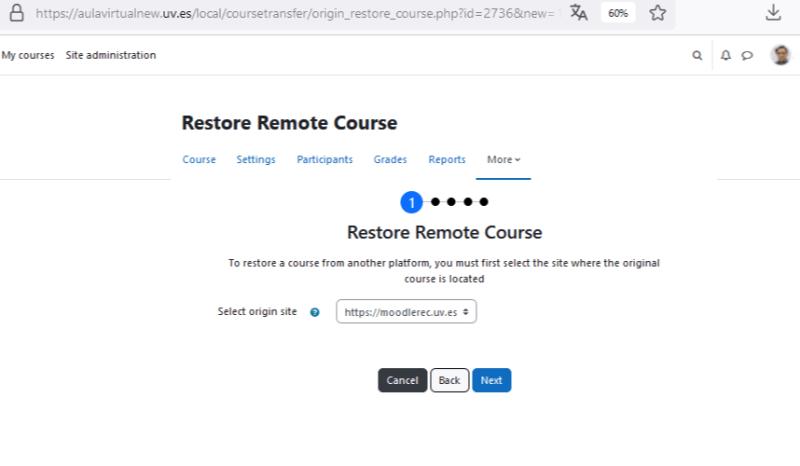 https://aulavirtualnew.uv.es/local/coursetransfer/origin_restore_course.php?id=2736&new= 60%
My courses Site administration
Restore Remote Course
Course Settings Participants Grades Reports More
1
Restore Remote Course
To restore a course from another platform, you must first select the site where the original
course is located
Select origin site ? https://moodlerec.uv.es
Cancel Back Next